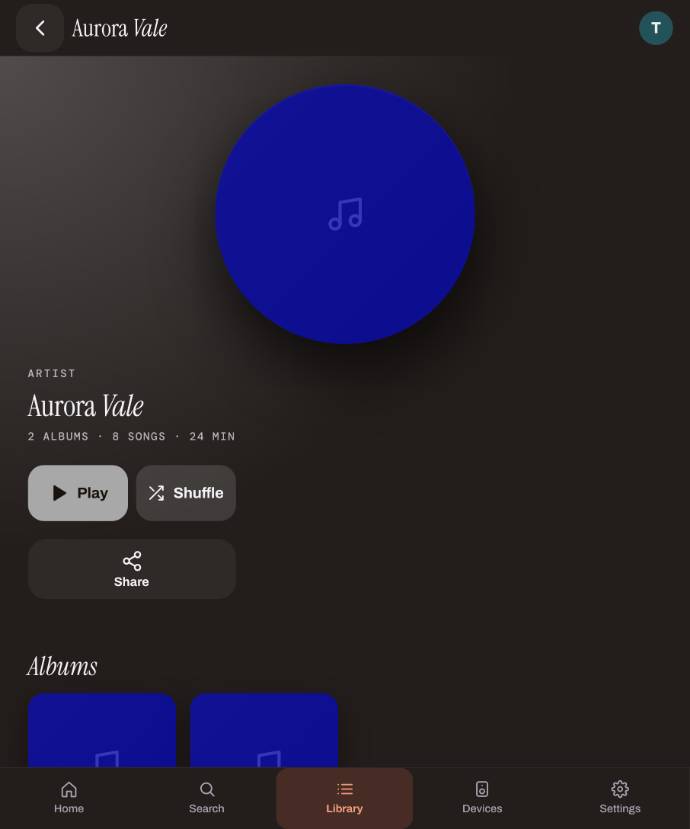 Aurora Vale
T
ARTIST
Aurora Vale
2 ALBUMS · 8 SONGS · 24 MIN
Play
Shuffle
Share
Albums
Home
Search
Library
Devices
Settings